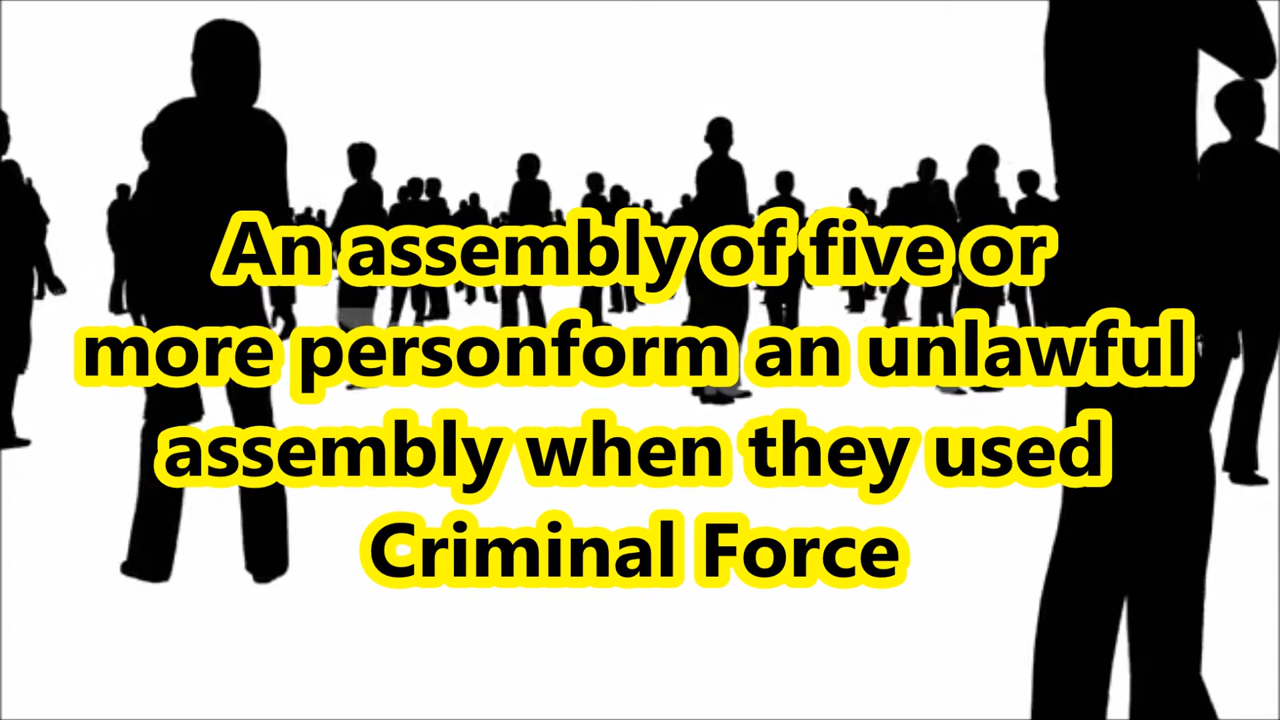 An assembly of five or
more personform an unlawful
assembly when they used
Criminal Force